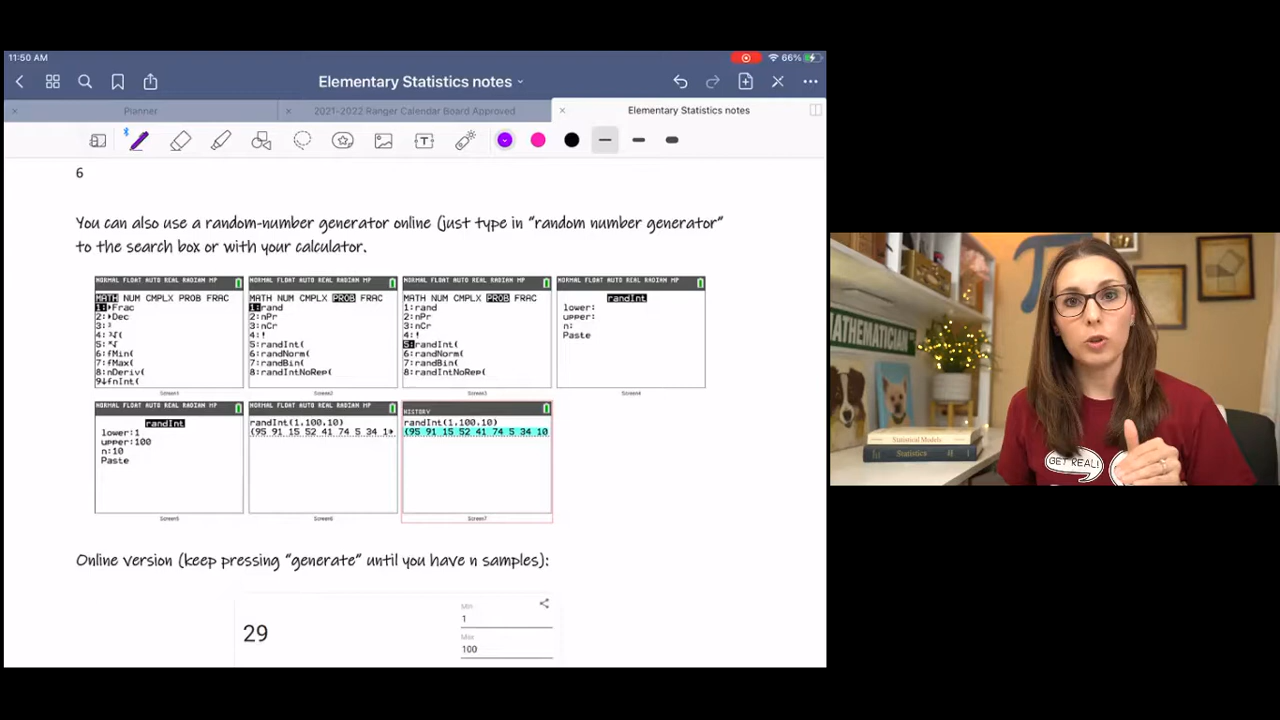 11:50 AM
66%
Elementary Statistics notes
Planner
2021-2022 Ranger Calendar Board Approved
Elementary Statistics notes
6
You can also use a random-number generator online (just type in "random number generator"
to the search box or with your calculator.
NORMAL FLOAT AUTO REAL RADIAN MP
MATH NUM CMPLX PROB FRAC
1:►Frac
2:►Dec
3:³
4:³√(
5:ˣ√
6:fMin(
7:fMax(
8:nDeriv(
9↓fnInt(
Screen1
NORMAL FLOAT AUTO REAL RADIAN MP
MATH NUM CMPLX PROB FRAC
1:rand
2:nPr
3:nCr
4:!
5:randInt(
6:randNorm(
7:randBin(
8:randIntNoRep(
Screen2
NORMAL FLOAT AUTO REAL RADIAN MP
MATH NUM CMPLX PROB FRAC
1:rand
2:nPr
3:nCr
4:!
5:randInt(
6:randNorm(
7:randBin(
8:randIntNoRep(
Screen3
NORMAL FLOAT AUTO REAL RADIAN MP
randInt
lower:
upper:
n:
Paste
Screen4
NORMAL FLOAT AUTO REAL RADIAN MP
randInt
lower:1
upper:100
n:10
Paste
Screen5
NORMAL FLOAT AUTO REAL RADIAN MP
randInt(1,100,10)
{95 91 15 52 41 74 5 34 1►
Screen6
HISTORY
randInt(1,100,10)
{95 91 15 52 41 74 5 34 10
Screen7
Online version (keep pressing "generate" until you have n samples):
29
Min
1
Max
100
MATHEMATICIAN
Statistical Models
Statistics
GET REAL!